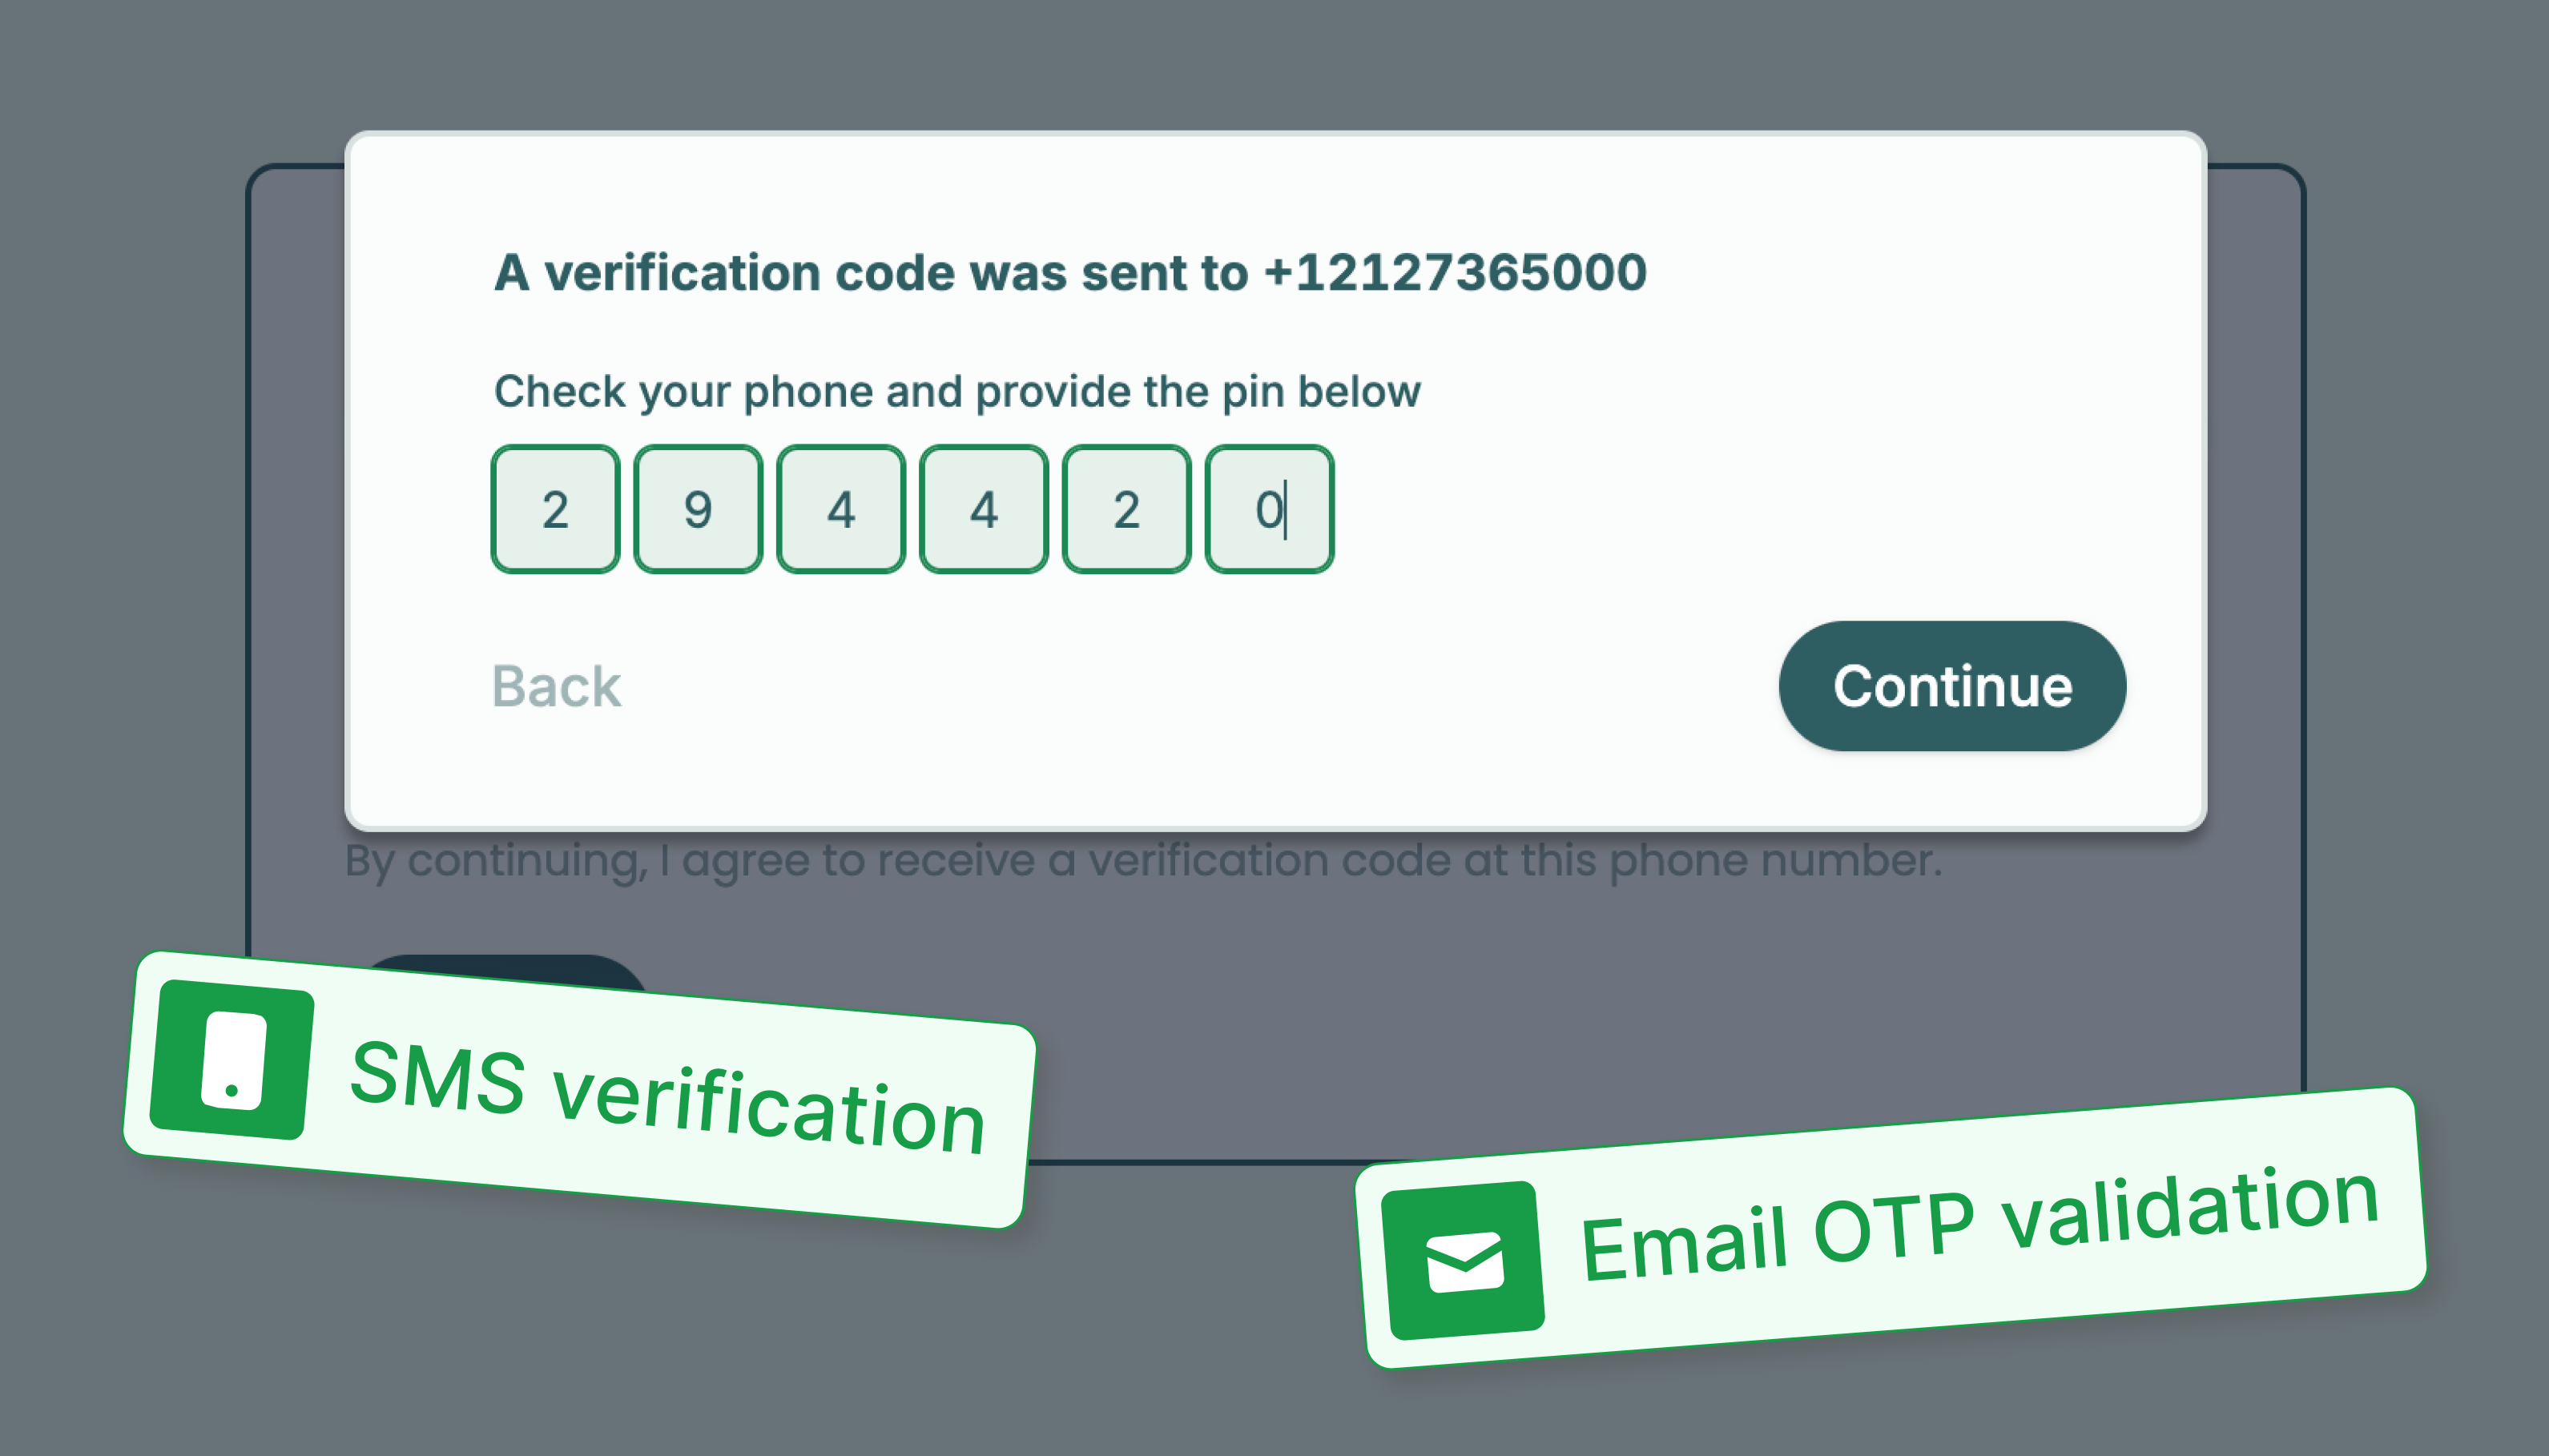 A verification code was sent to +12127365000
Check your phone and provide the pin below
2 9 4 4 2 0
Back
Continue
By continuing, I agree to receive a verification code at this phone number.
SMS verification
Email OTP validation